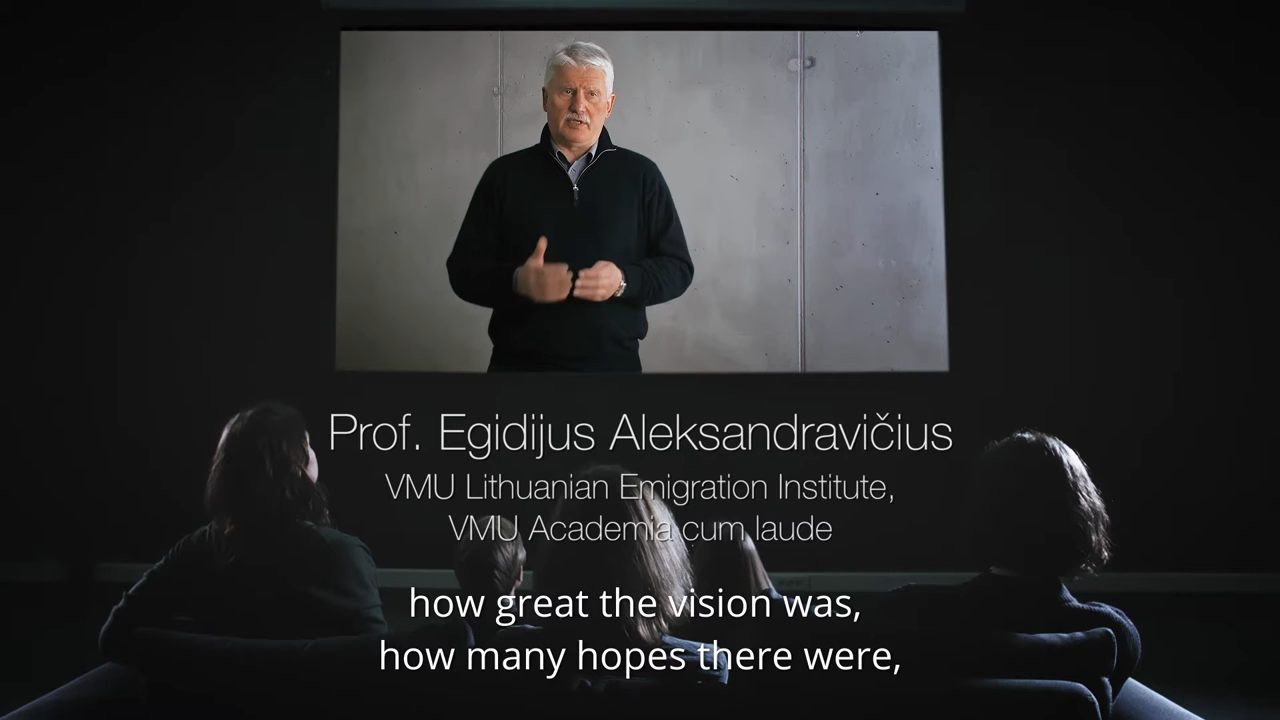 Prof. Egidijus Aleksandravičius
VMU Lithuanian Emigration Institute,
VMU Academia cum laude
how great the vision was,
how many hopes there were,